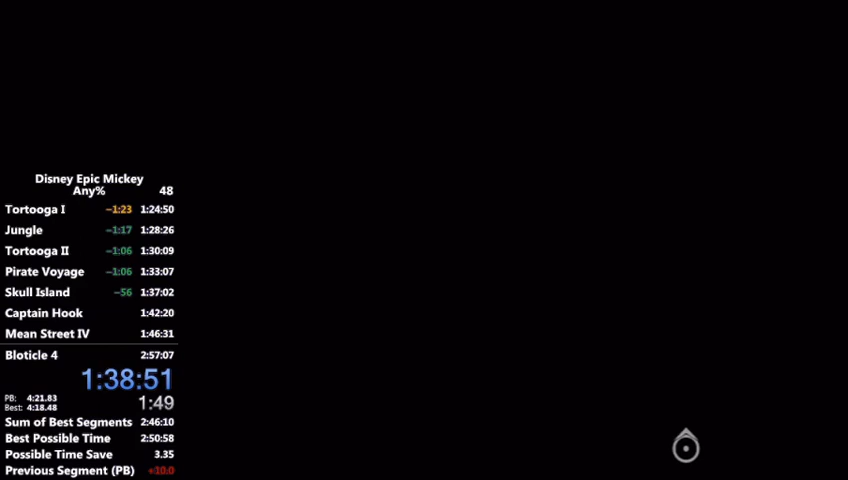 Disney Epic Mickey
Any% 48
Tortooga I −1:23 1:24:50
Jungle −1:17 1:28:26
Tortooga II −1:06 1:30:09
Pirate Voyage −1:06 1:33:07
Skull Island −56 1:37:02
Captain Hook 1:42:20
Mean Street IV 1:46:31
Bloticle 4 2:57:07
1:38:51
PB: 4:21.83
Best: 4:18.48
1:49
Sum of Best Segments 2:46:10
Best Possible Time 2:50:58
Possible Time Save 3.35
Previous Segment (PB) +10.0